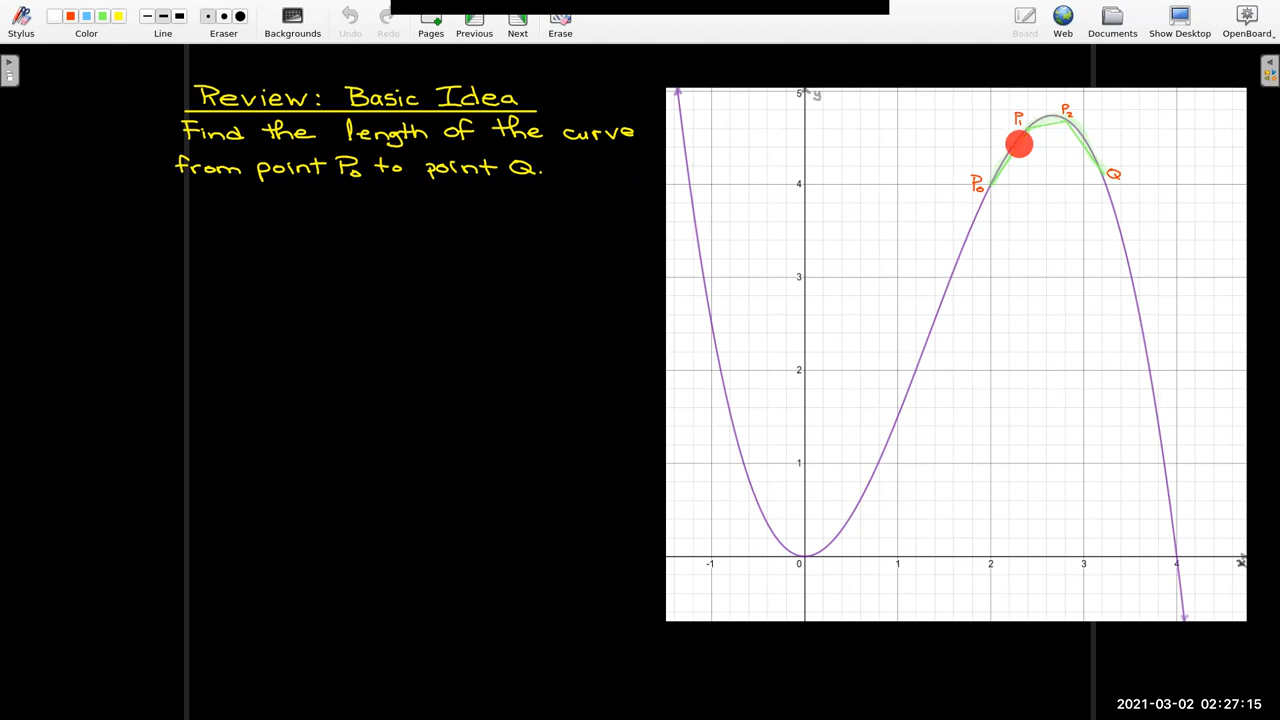 Stylus
Color
Line
Eraser
Backgrounds
Undo
Redo
Pages
Previous
Next
Erase
Board
Web
Documents
Show Desktop
OpenBoard
Review: Basic Idea
Find the length of the curve
from point P₀ to point Q.
5
y
P₁
P₂
4
P₀
Q
3
2
1
-1
0
1
2
3
4
x
2021-03-02 02:27:15